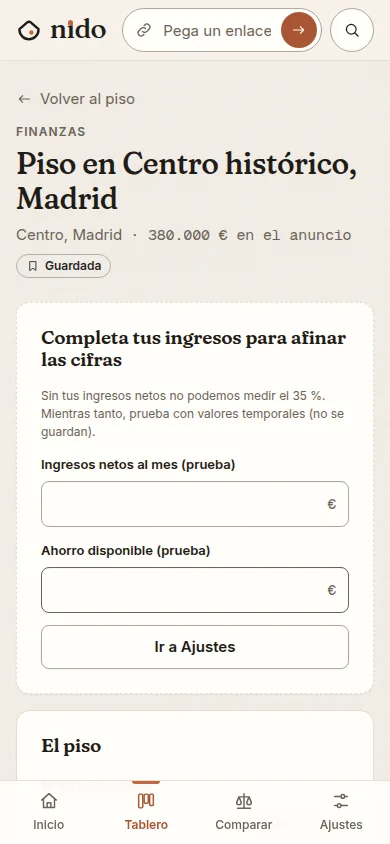 nido
Pega un enlace
Volver al piso
FINANZAS
Piso en Centro histórico,
Madrid
Centro, Madrid · 380.000 € en el anuncio
Guardada
Completa tus ingresos para afinar
las cifras
Sin tus ingresos netos no podemos medir el 35 %.
Mientras tanto, prueba con valores temporales (no se
guardan).
Ingresos netos al mes (prueba)
€
Ahorro disponible (prueba)
€
Ir a Ajustes
El piso
Inicio
Tablero
Comparar
Ajustes